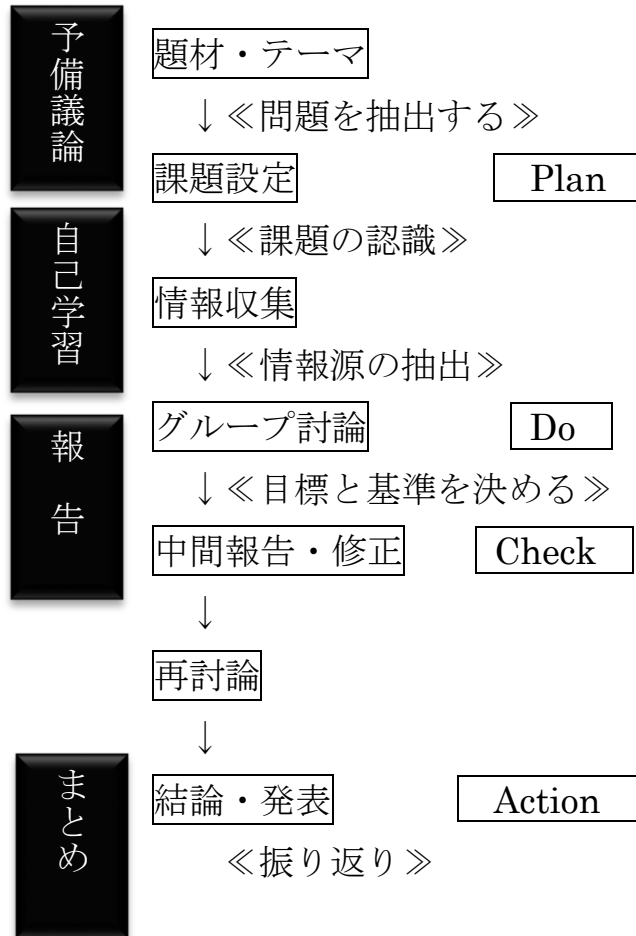 予備議論
題材・テーマ
↓≪問題を抽出する≫
課題設定 Plan
自己学習
↓≪課題の認識≫
情報収集
↓≪情報源の抽出≫
報告
グループ討論 Do
↓≪目標と基準を決める≫
中間報告・修正 Check
↓
再討論
↓
まとめ
結論・発表 Action
≪振り返り≫